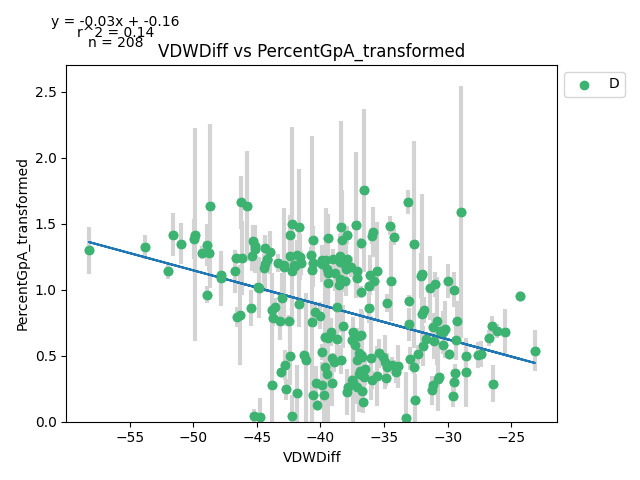 y = -0.03x + -0.16
r^2 = 0.14
n = 208
VDWDiff vs PercentGpA_transformed
D
PercentGpA_transformed
2.5
2.0
1.5
1.0
0.5
0.0
−55
−50
−45
−40
−35
−30
−25
VDWDiff